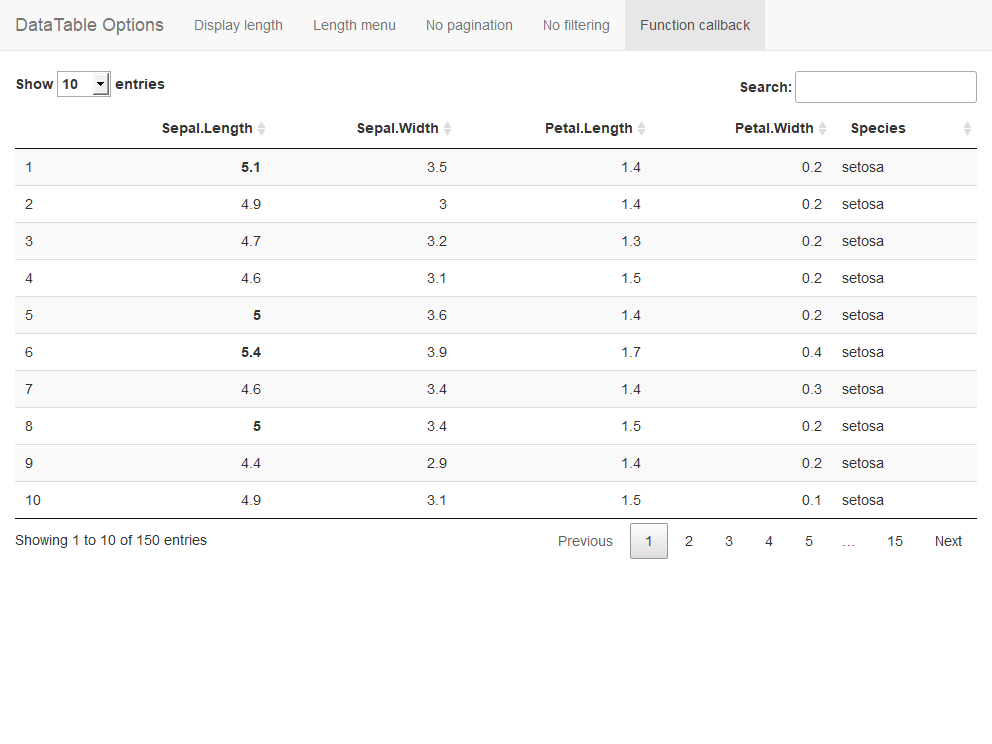 DataTable Options Display length Length menu No pagination No filtering Function callback
Show 10 entries Search:
Sepal.Length Sepal.Width Petal.Length Petal.Width Species
1 5.1 3.5 1.4 0.2 setosa
2 4.9 3 1.4 0.2 setosa
3 4.7 3.2 1.3 0.2 setosa
4 4.6 3.1 1.5 0.2 setosa
5 5 3.6 1.4 0.2 setosa
6 5.4 3.9 1.7 0.4 setosa
7 4.6 3.4 1.4 0.3 setosa
8 5 3.4 1.5 0.2 setosa
9 4.4 2.9 1.4 0.2 setosa
10 4.9 3.1 1.5 0.1 setosa
Showing 1 to 10 of 150 entries Previous 1 2 3 4 5 … 15 Next